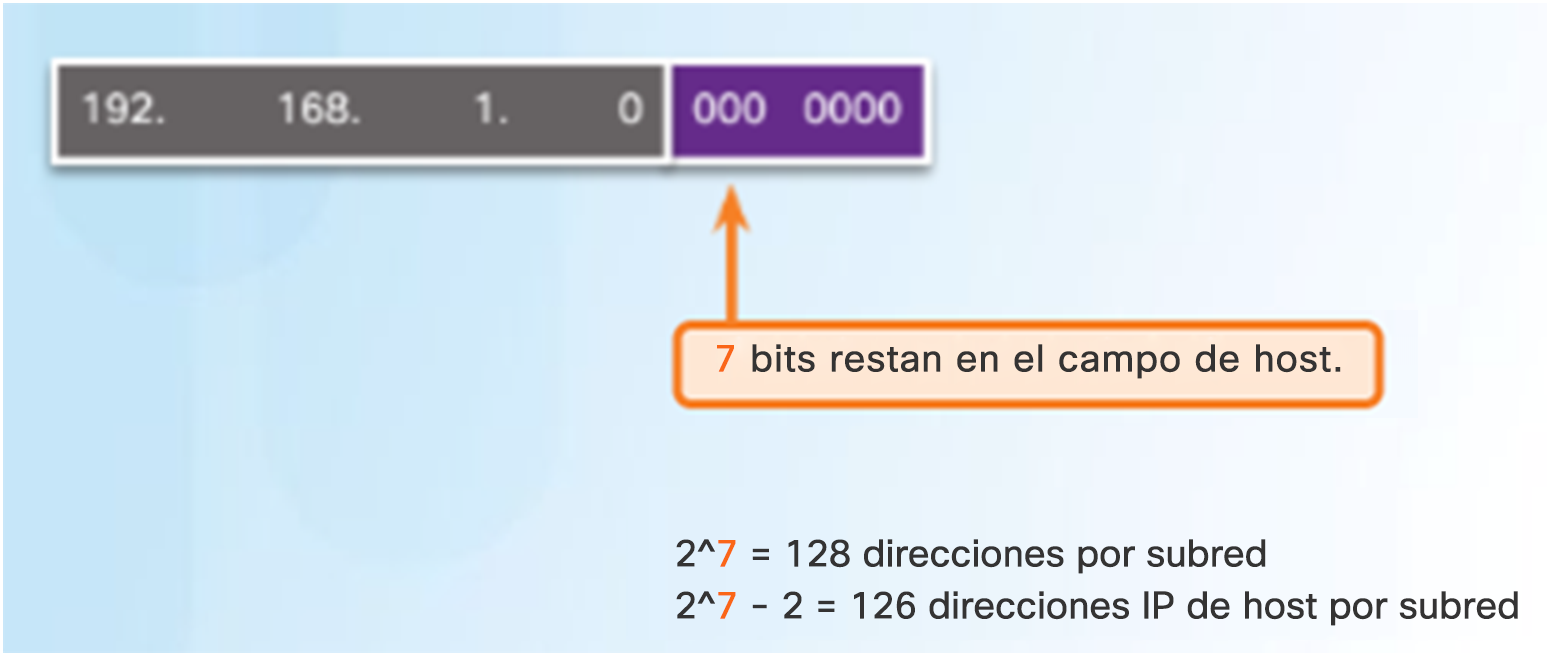 192. 168. 1. 0 000 0000
7 bits restan en el campo de host.
2^7 = 128 direcciones por subred
2^7 - 2 = 126 direcciones IP de host por subred